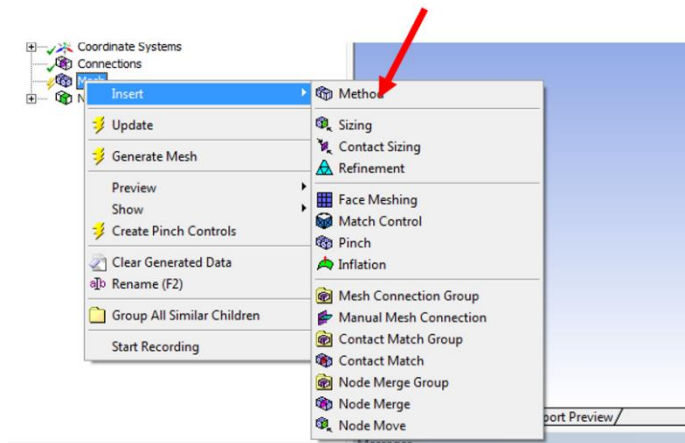 Coordinate Systems
Connections
Mesh
N
Insert
Update
Generate Mesh
Preview
Show
Create Pinch Controls
Clear Generated Data
Rename (F2)
Group All Similar Children
Start Recording
Method
Sizing
Contact Sizing
Refinement
Face Meshing
Match Control
Pinch
Inflation
Mesh Connection Group
Manual Mesh Connection
Contact Match Group
Contact Match
Node Merge Group
Node Merge
Node Move
port Preview